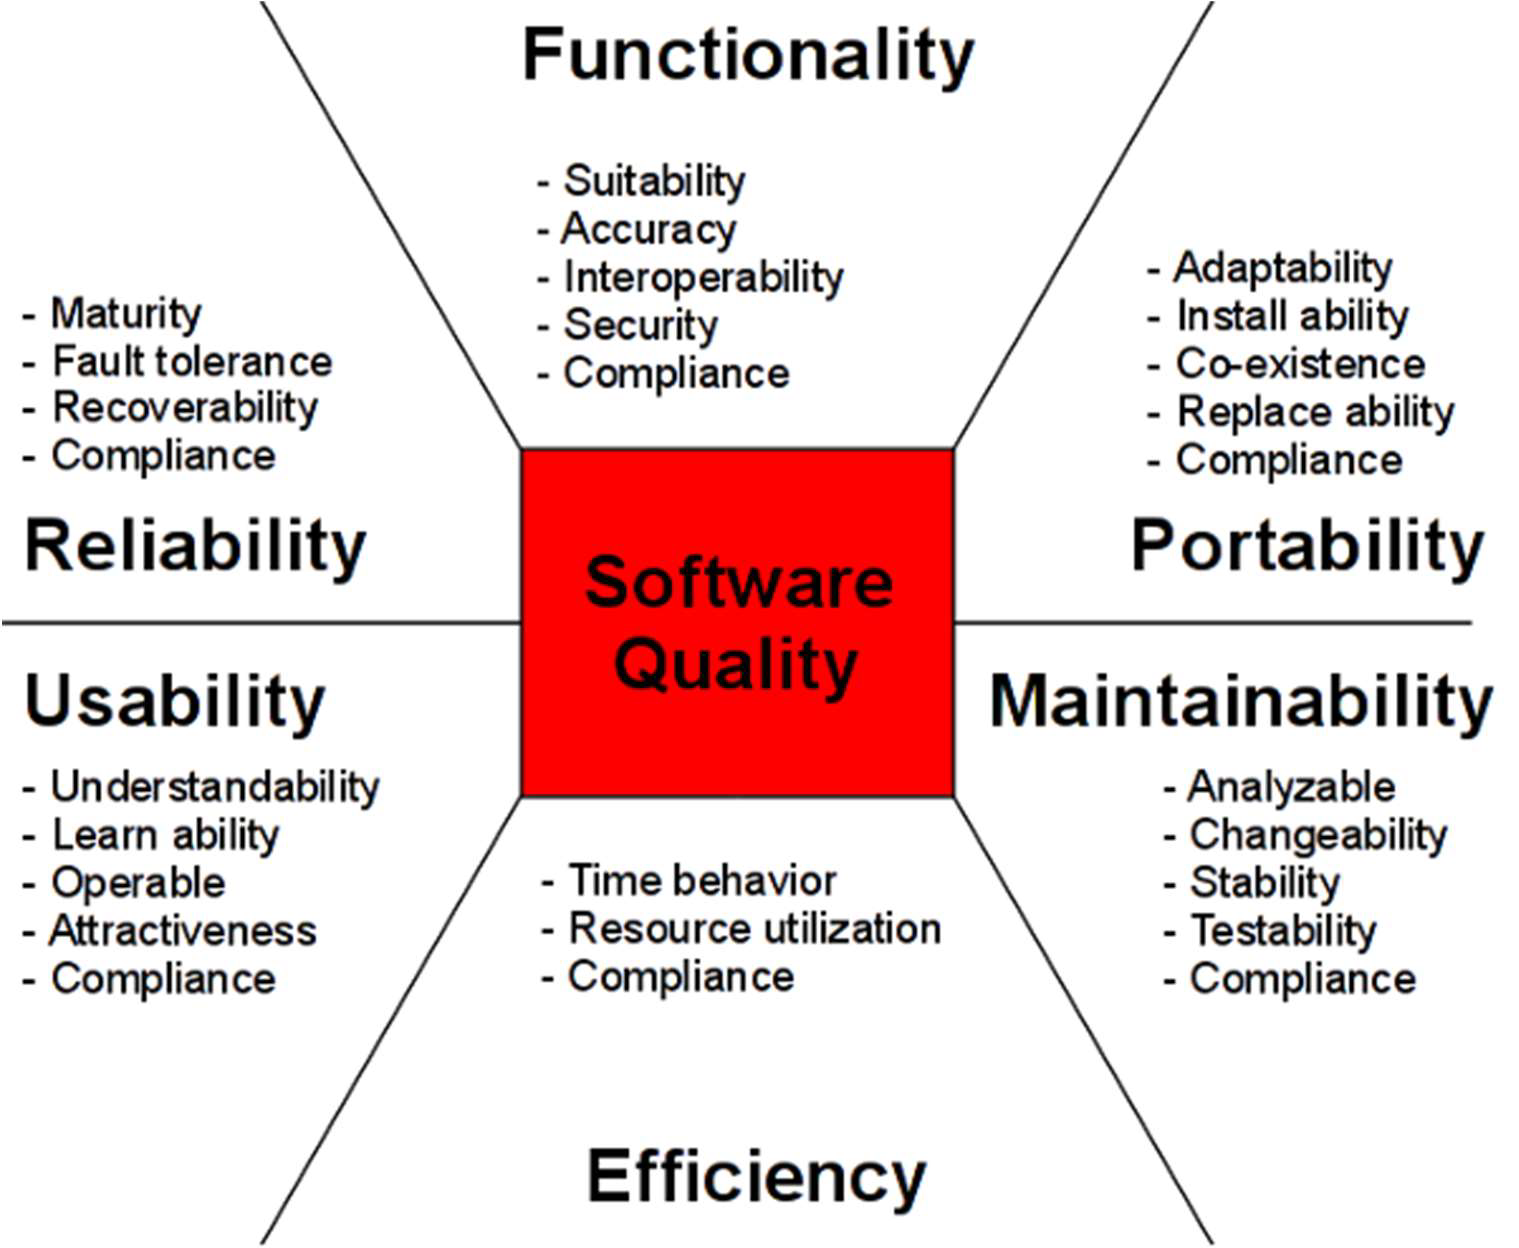 Functionality
- Suitability
- Accuracy
- Interoperability
- Security
- Compliance
- Maturity
- Fault tolerance
- Recoverability
- Compliance
Reliability
- Adaptability
- Install ability
- Co-existence
- Replace ability
- Compliance
Portability
Software
Quality
Usability
- Understandability
- Learn ability
- Operable
- Attractiveness
- Compliance
Maintainability
- Analyzable
- Changeability
- Stability
- Testability
- Compliance
- Time behavior
- Resource utilization
- Compliance
Efficiency